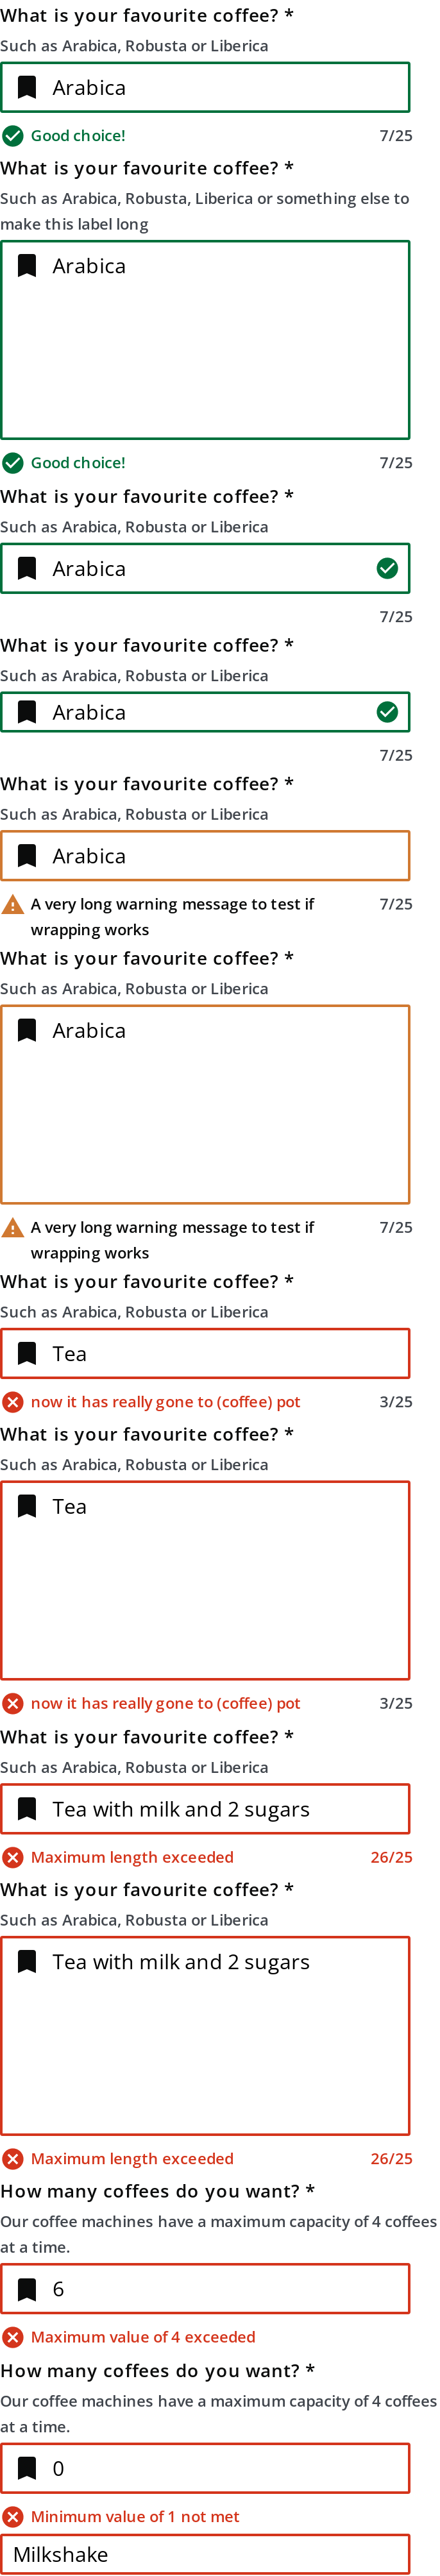 What is your favourite coffee? *
Such as Arabica, Robusta or Liberica
Arabica
Good choice! 7/25
What is your favourite coffee? *
Such as Arabica, Robusta, Liberica or something else to
make this label long
Arabica
Good choice! 7/25
What is your favourite coffee? *
Such as Arabica, Robusta or Liberica
Arabica
7/25
What is your favourite coffee? *
Such as Arabica, Robusta or Liberica
Arabica
7/25
What is your favourite coffee? *
Such as Arabica, Robusta or Liberica
Arabica
A very long warning message to test if 7/25
wrapping works
What is your favourite coffee? *
Such as Arabica, Robusta or Liberica
Arabica
A very long warning message to test if 7/25
wrapping works
What is your favourite coffee? *
Such as Arabica, Robusta or Liberica
Tea
now it has really gone to (coffee) pot 3/25
What is your favourite coffee? *
Such as Arabica, Robusta or Liberica
Tea
now it has really gone to (coffee) pot 3/25
What is your favourite coffee? *
Such as Arabica, Robusta or Liberica
Tea with milk and 2 sugars
Maximum length exceeded 26/25
What is your favourite coffee? *
Such as Arabica, Robusta or Liberica
Tea with milk and 2 sugars
Maximum length exceeded 26/25
How many coffees do you want? *
Our coffee machines have a maximum capacity of 4 coffees
at a time.
6
Maximum value of 4 exceeded
How many coffees do you want? *
Our coffee machines have a maximum capacity of 4 coffees
at a time.
0
Minimum value of 1 not met
Milkshake